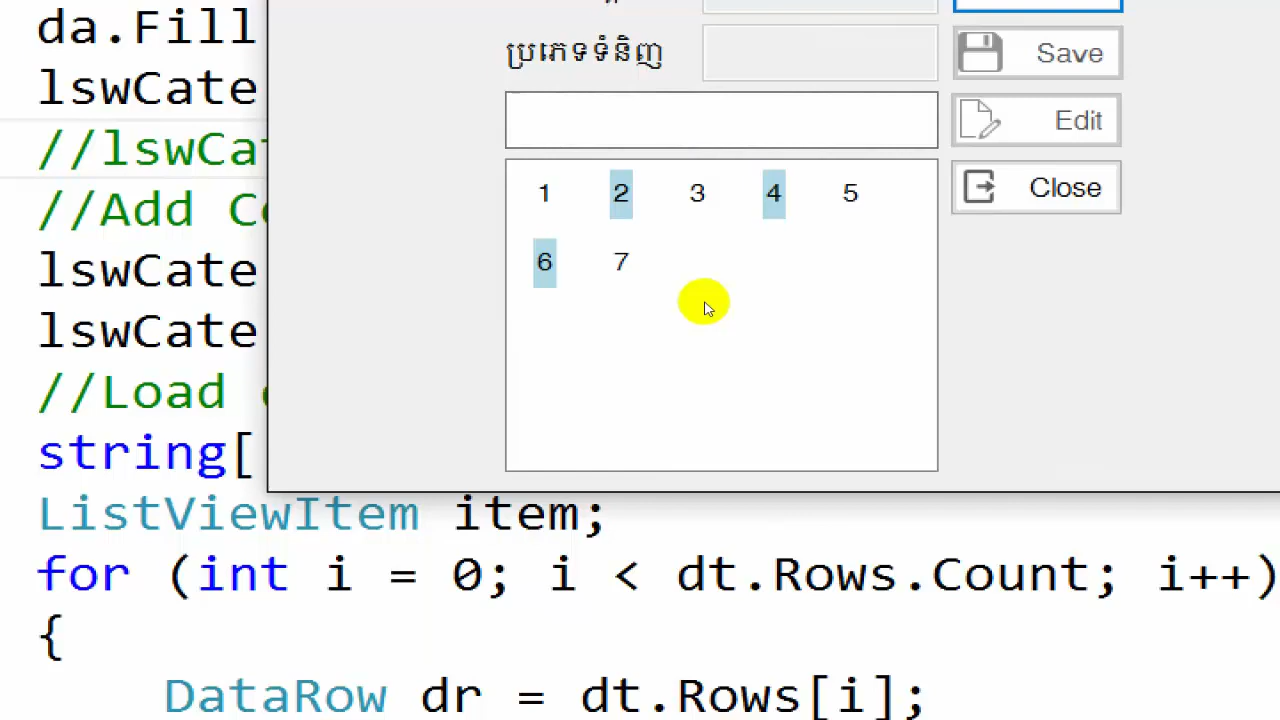 da.Fill
ប្រភេទទំនិញ
Save
lswCate
Edit
//lswCat
1 2 3 4 5
Close
//Add C
6 7
lswCate
lswCate
//Load
string[
ListViewItem item;
for (int i = 0; i < dt.Rows.Count; i++)
{
DataRow dr = dt.Rows[i];